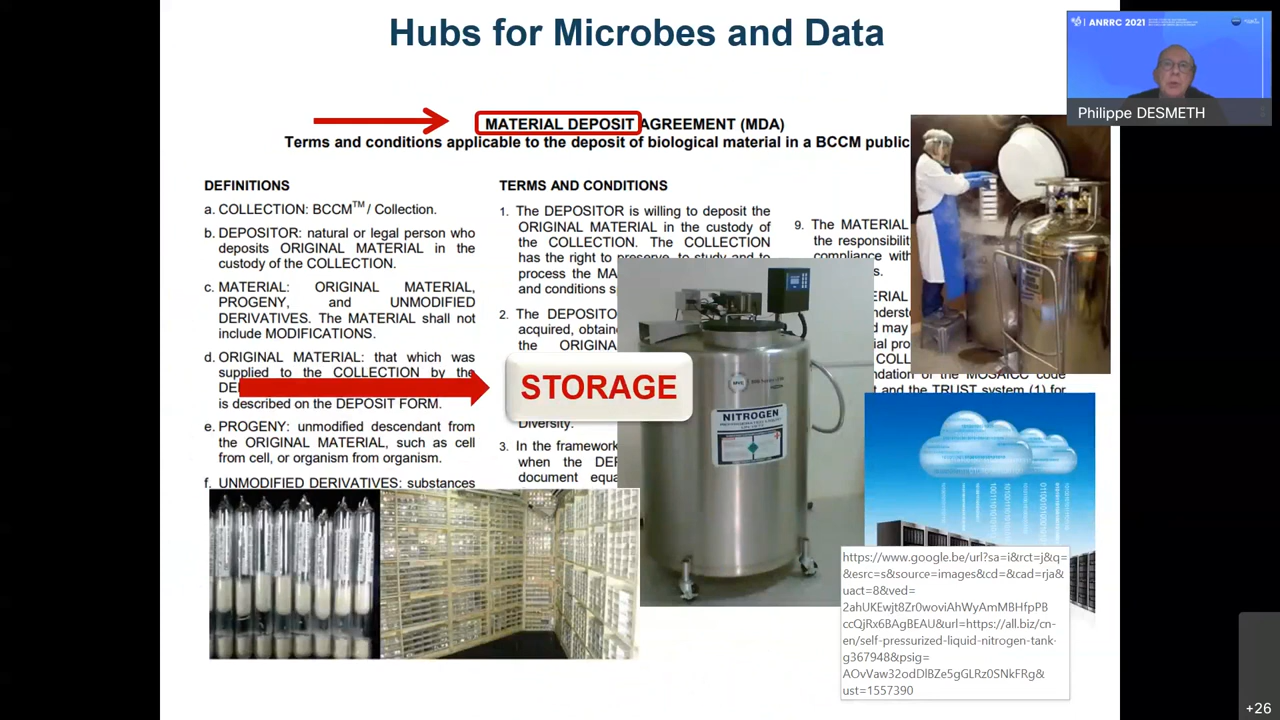 Hubs for Microbes and Data
ANRRC 2021
Philippe DESMETH
MATERIAL DEPOSIT AGREEMENT (MDA)
Terms and conditions applicable to the deposit of biological material in a BCCM public
DEFINITIONS
a. COLLECTION: BCCM™ / Collection.
b. DEPOSITOR: natural or legal person who
deposits ORIGINAL MATERIAL in the
custody of the COLLECTION.
c. MATERIAL: ORIGINAL MATERIAL,
PROGENY, and UNMODIFIED
DERIVATIVES. The MATERIAL shall not
include MODIFICATIONS.
d. ORIGINAL MATERIAL: that which was
supplied to the COLLECTION by the
is described on the DEPOSIT FORM.
e. PROGENY: unmodified descendant from
the ORIGINAL MATERIAL, such as cell
from cell, or organism from organism.
f. UNMODIFIED DERIVATIVES: substances
TERMS AND CONDITIONS
1. The DEPOSITOR is willing to deposit the
ORIGINAL MATERIAL in the custody of
the COLLECTION. The COLLECTION
has the right to preserve, to study and to
process the MA
and conditions s
2. The DEPOSITO
acquired, obtain
the ORIGINA
STORAGE
Diversity.
3. In the framework
when the DEP
document equa
9. The MATERIAL
the responsibility
compliance with
s.
ERIAL
underst
d may
ial pro
COLL
ndation of the MOSAICC code
t and the TRUST system (1) for
NITROGEN
https://www.google.be/url?sa=i&rct=j&q=
&esrc=s&source=images&cd=&cad=rja&
uact=8&ved=
2ahUKEwjt8Zr0woviAhWyAmMBHfpPB
ccQjRx6BAgBEAU&url=https://all.biz/cn-
en/self-pressurized-liquid-nitrogen-tank-
g367948&psig=
AOvVaw32odDlBZe5gGLRz0SNkFRg&
ust=1557390
+26